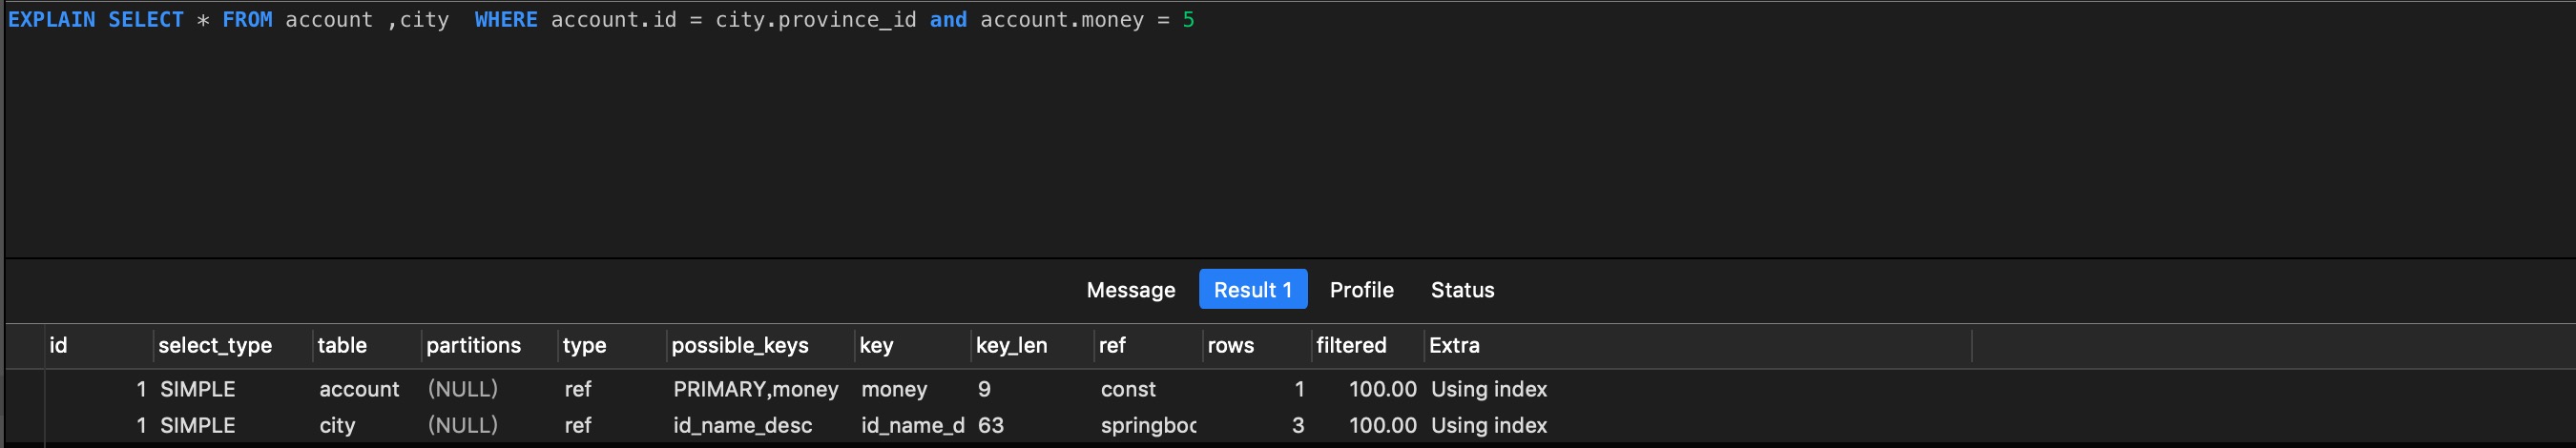 EXPLAIN SELECT * FROM account ,city  WHERE account.id = city.province_id and account.money = 5
Message Result 1 Profile Status
id select_type table partitions type possible_keys key key_len ref rows filtered Extra
1 SIMPLE account (NULL) ref PRIMARY,money money 9 const 1 100.00 Using index
1 SIMPLE city (NULL) ref id_name_desc id_name_d 63 springboc 3 100.00 Using index